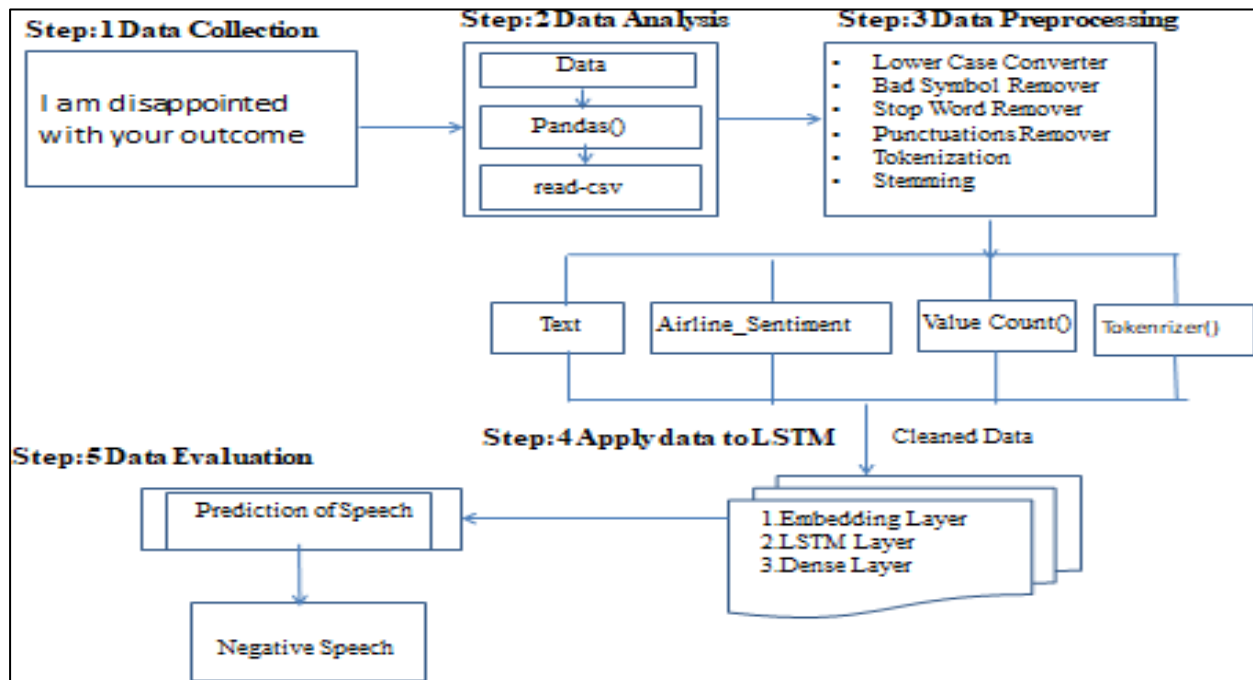 Step:1 Data Collection
I am disappointed
with your outcome
Step:2 Data Analysis
Data
Pandas()
read-csv
Step:3 Data Preprocessing
• Lower Case Converter
• Bad Symbol Remover
• Stop Word Remover
• Punctuations Remover
• Tokenization
• Stemming
Text
Airline_Sentiment
Value Count()
Tokenrizer()
Step:4 Apply data to LSTM
Cleaned Data
1.Embedding Layer
2.LSTM Layer
3.Dense Layer
Step:5 Data Evaluation
Prediction of Speech
Negative Speech